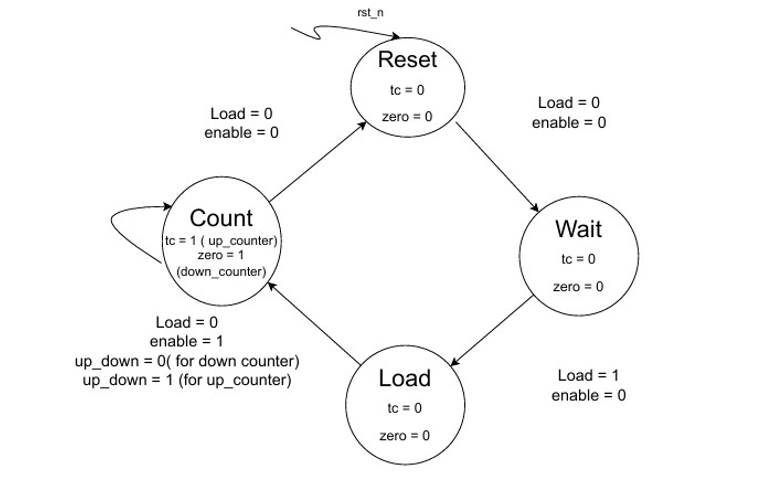 rst_n
Reset
tc = 0
zero = 0
Load = 0
enable = 0
Load = 0
enable = 0
Count
tc = 1 ( up_counter)
zero = 1
(down_counter)
Wait
tc = 0
zero = 0
Load = 0
enable = 1
up_down = 0( for down counter)
up_down = 1 (for up_counter)
Load
tc = 0
zero = 0
Load = 1
enable = 0